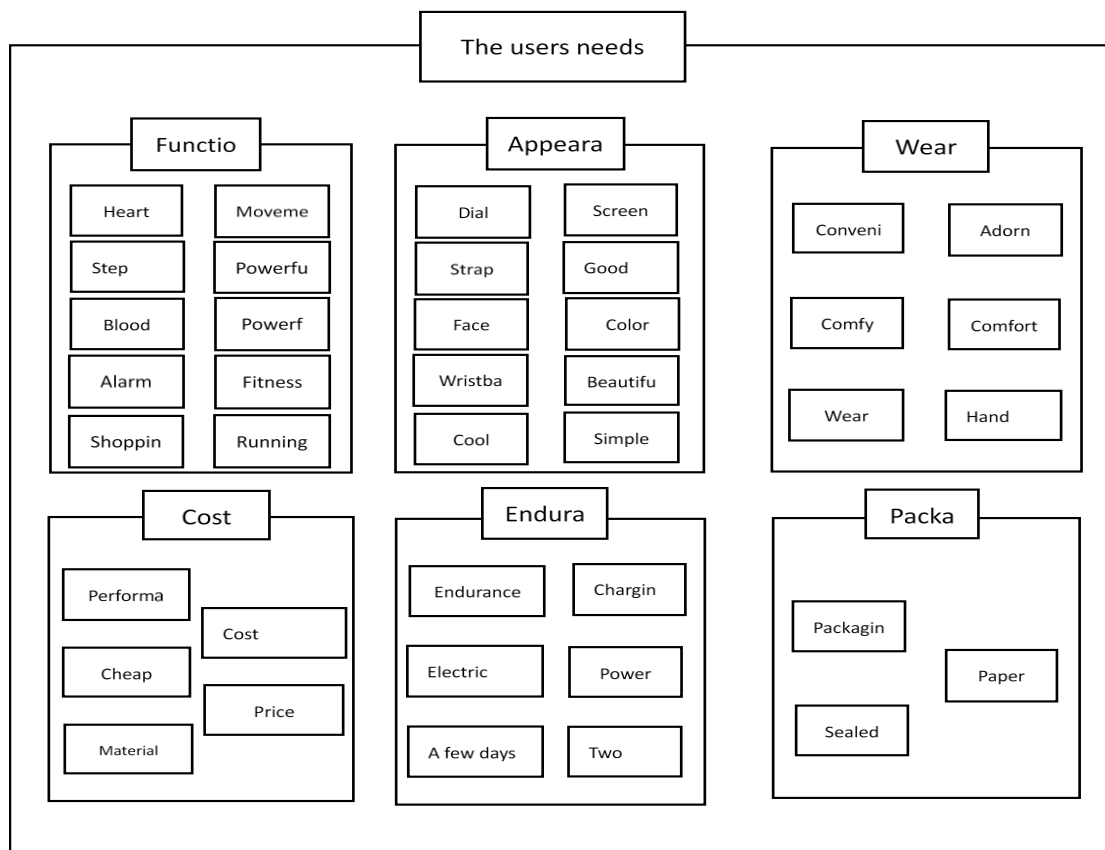 The users needs
Functio
Heart
Moveme
Step
Powerfu
Blood
Powerf
Alarm
Fitness
Shoppin
Running
Appeara
Dial
Screen
Strap
Good
Face
Color
Wristba
Beautifu
Cool
Simple
Wear
Conveni
Adorn
Comfy
Comfort
Wear
Hand
Cost
Performa
Cost
Cheap
Price
Material
Endura
Endurance
Chargin
Electric
Power
A few days
Two
Packa
Packagin
Paper
Sealed